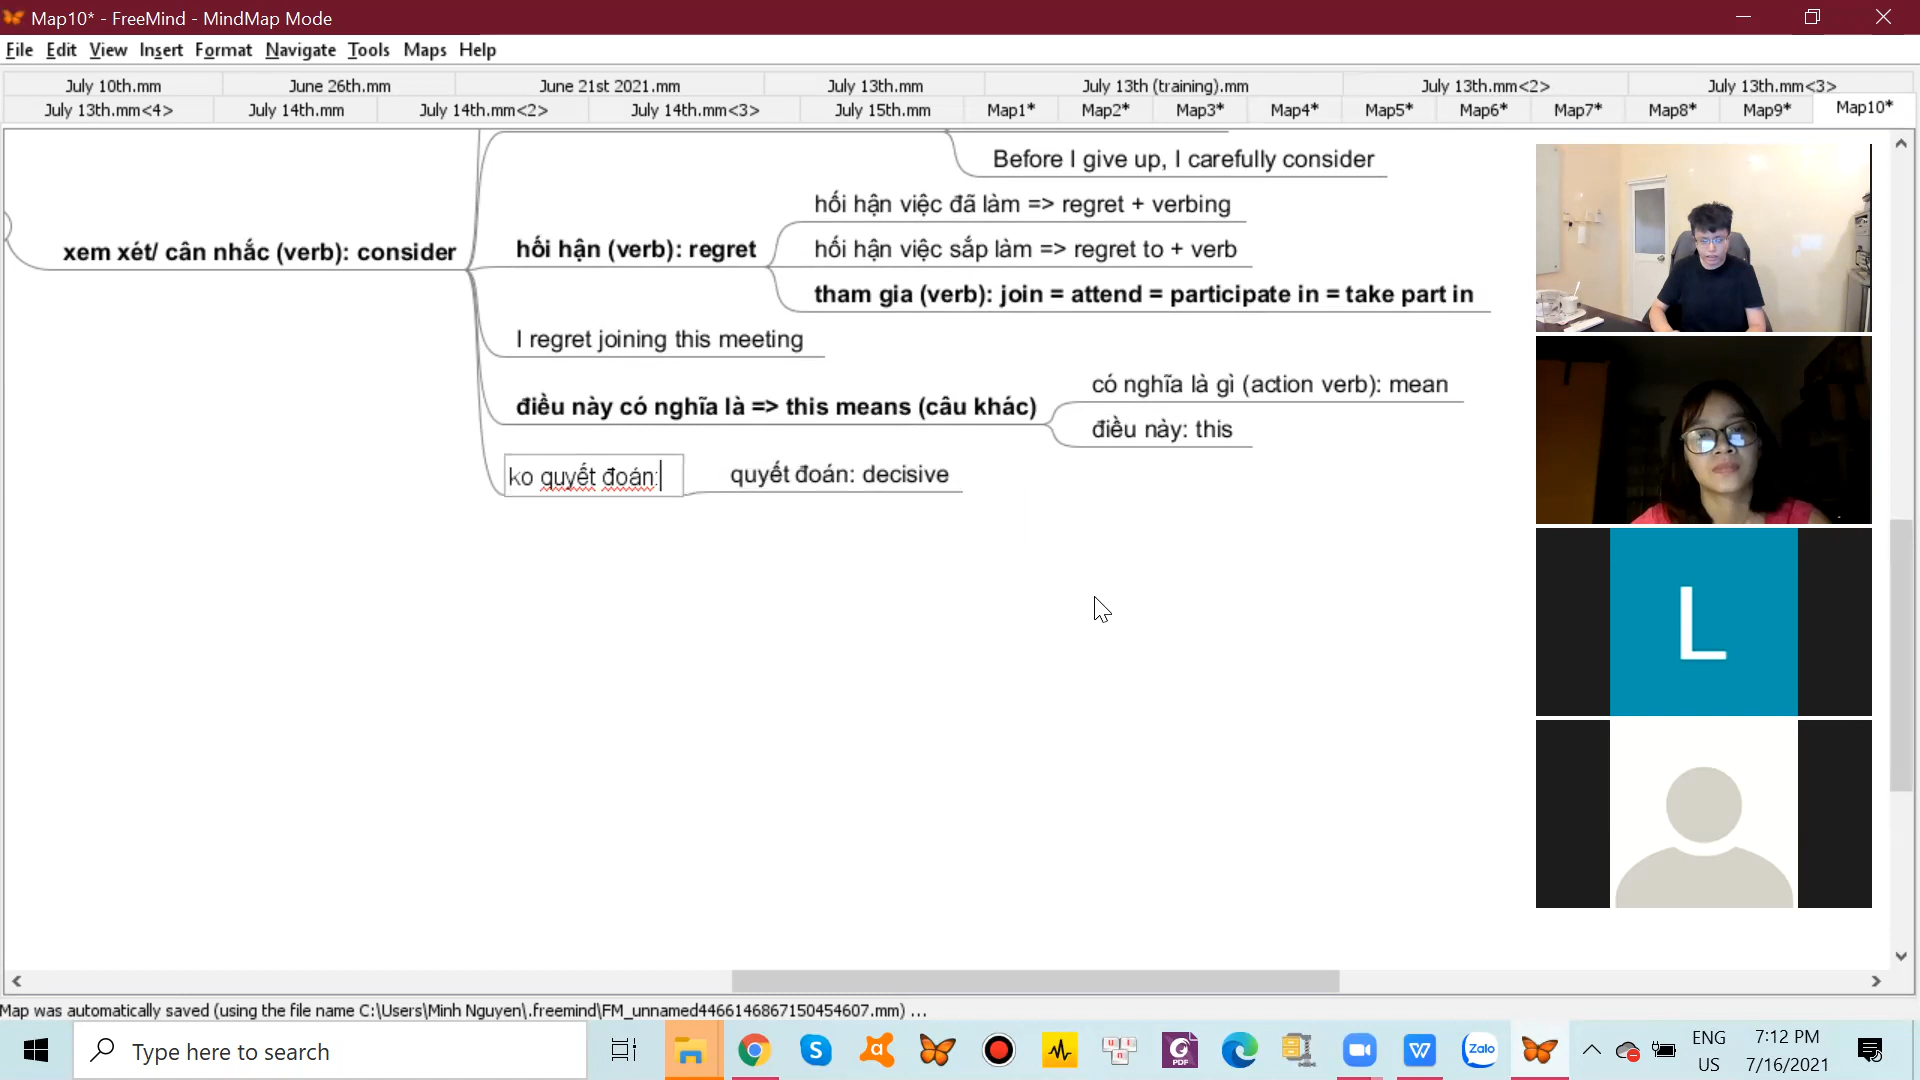 Map10* - FreeMind - MindMap Mode
File Edit View Insert Format Navigate Tools Maps Help
July 10th.mm June 26th.mm June 21st 2021.mm July 13th.mm July 13th (training).mm July 13th.mm<2> July 13th.mm<3>
July 13th.mm<4> July 14th.mm July 14th.mm<2> July 14th.mm<3> July 15th.mm Map1* Map2* Map3* Map4* Map5* Map6* Map7* Map8* Map9* Map10*
Before I give up, I carefully consider
hối hận việc đã làm => regret + verbing
xem xét/ cân nhắc (verb): consider
hối hận (verb): regret
hối hận việc sắp làm => regret to + verb
tham gia (verb): join = attend = participate in = take part in
I regret joining this meeting
có nghĩa là gì (action verb): mean
điều này có nghĩa là => this means (câu khác)
điều này: this
ko quyết đoán:
quyết đoán: decisive
L
Map was automatically saved (using the file name C:\Users\Minh Nguyen\.freemind\FM_unnamed4466146867150454607.mm) ...
Type here to search
Zalo
ENG
US
7:12 PM
7/16/2021